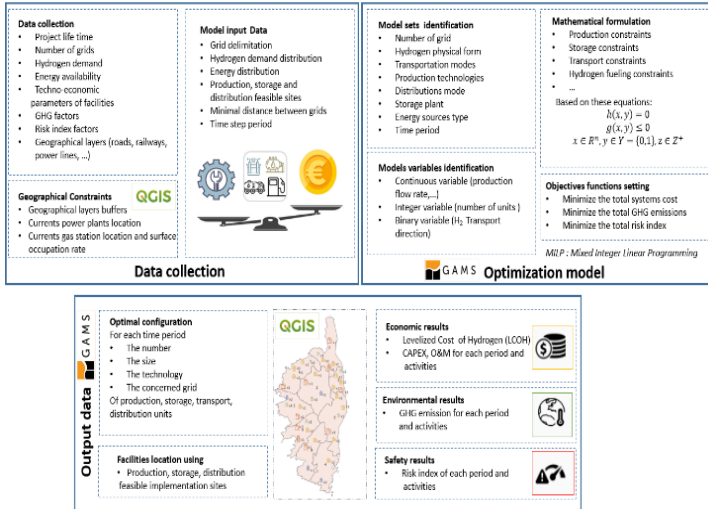 Data collection
• Project life time
• Number of grids
• Hydrogen demand
• Energy availability
• Techno-economic
parameters of facilities
• GHG factors
• Risk index factors
• Geographical layers (roads, railways,
power lines, ...)
Geographical Constraints
QGIS
• Geographical layers buffers
• Currents power plants location
• Currents gas station location and surface
occupation rate
Model input Data
• Grid delimitation
• Hydrogen demand distribution
• Energy distribution
• Production, storage and
distribution feasible sites
• Minimal distance between grids
• Time step period
Data collection
Model sets identification
• Number of grid
• Hydrogen physical form
• Transportation modes
• Production technologies
• Distributions mode
• Storage plant
• Energy sources type
• Time period
Models variables identification
• Continuous variable (production
flow rate,...)
• Integer variable (number of units )
• Binary variable (H₂ Transport
direction)
Mathematical formulation
• Production constraints
• Storage constraints
• Transport constraints
• Hydrogen fueling constraints
• ...
Based on these equations:
h(x, y) = 0
g(x, y) ≤ 0
x ∈ Rⁿ, y ∈ Y − {0,1}, z ∈ Z⁺
Objectives functions setting
• Minimize the total systems cost
• Minimize the total GHG emissions
• Minimize the total risk index
MILP : Mixed Integer Linear Programming
GAMS Optimization model
Output data GAMS
Optimal configuration
For each time period
• The number
• The size
• The technology
• The concerned grid
Of production, storage, transport,
distribution units
Facilities location using
• Production, storage, distribution
feasible implementation sites
QGIS
Economic results
• Levelized Cost of Hydrogen (LCOH)
• CAPEX, O&M for each period and
activities
Environmental results
• GHG emission for each period
and activities
Safety results
• Risk index of each period and
activities